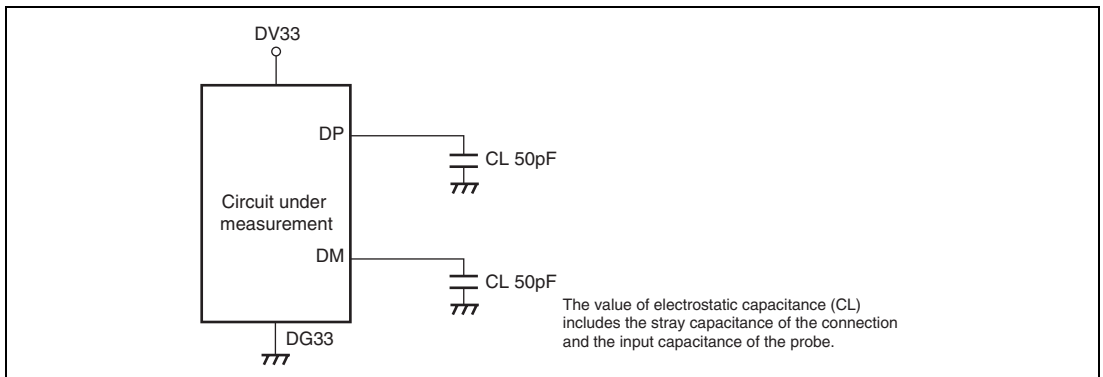 DV33
DP
CL 50pF
Circuit under
measurement
DM
CL 50pF
The value of electrostatic capacitance (CL)
includes the stray capacitance of the connection
and the input capacitance of the probe.
DG33